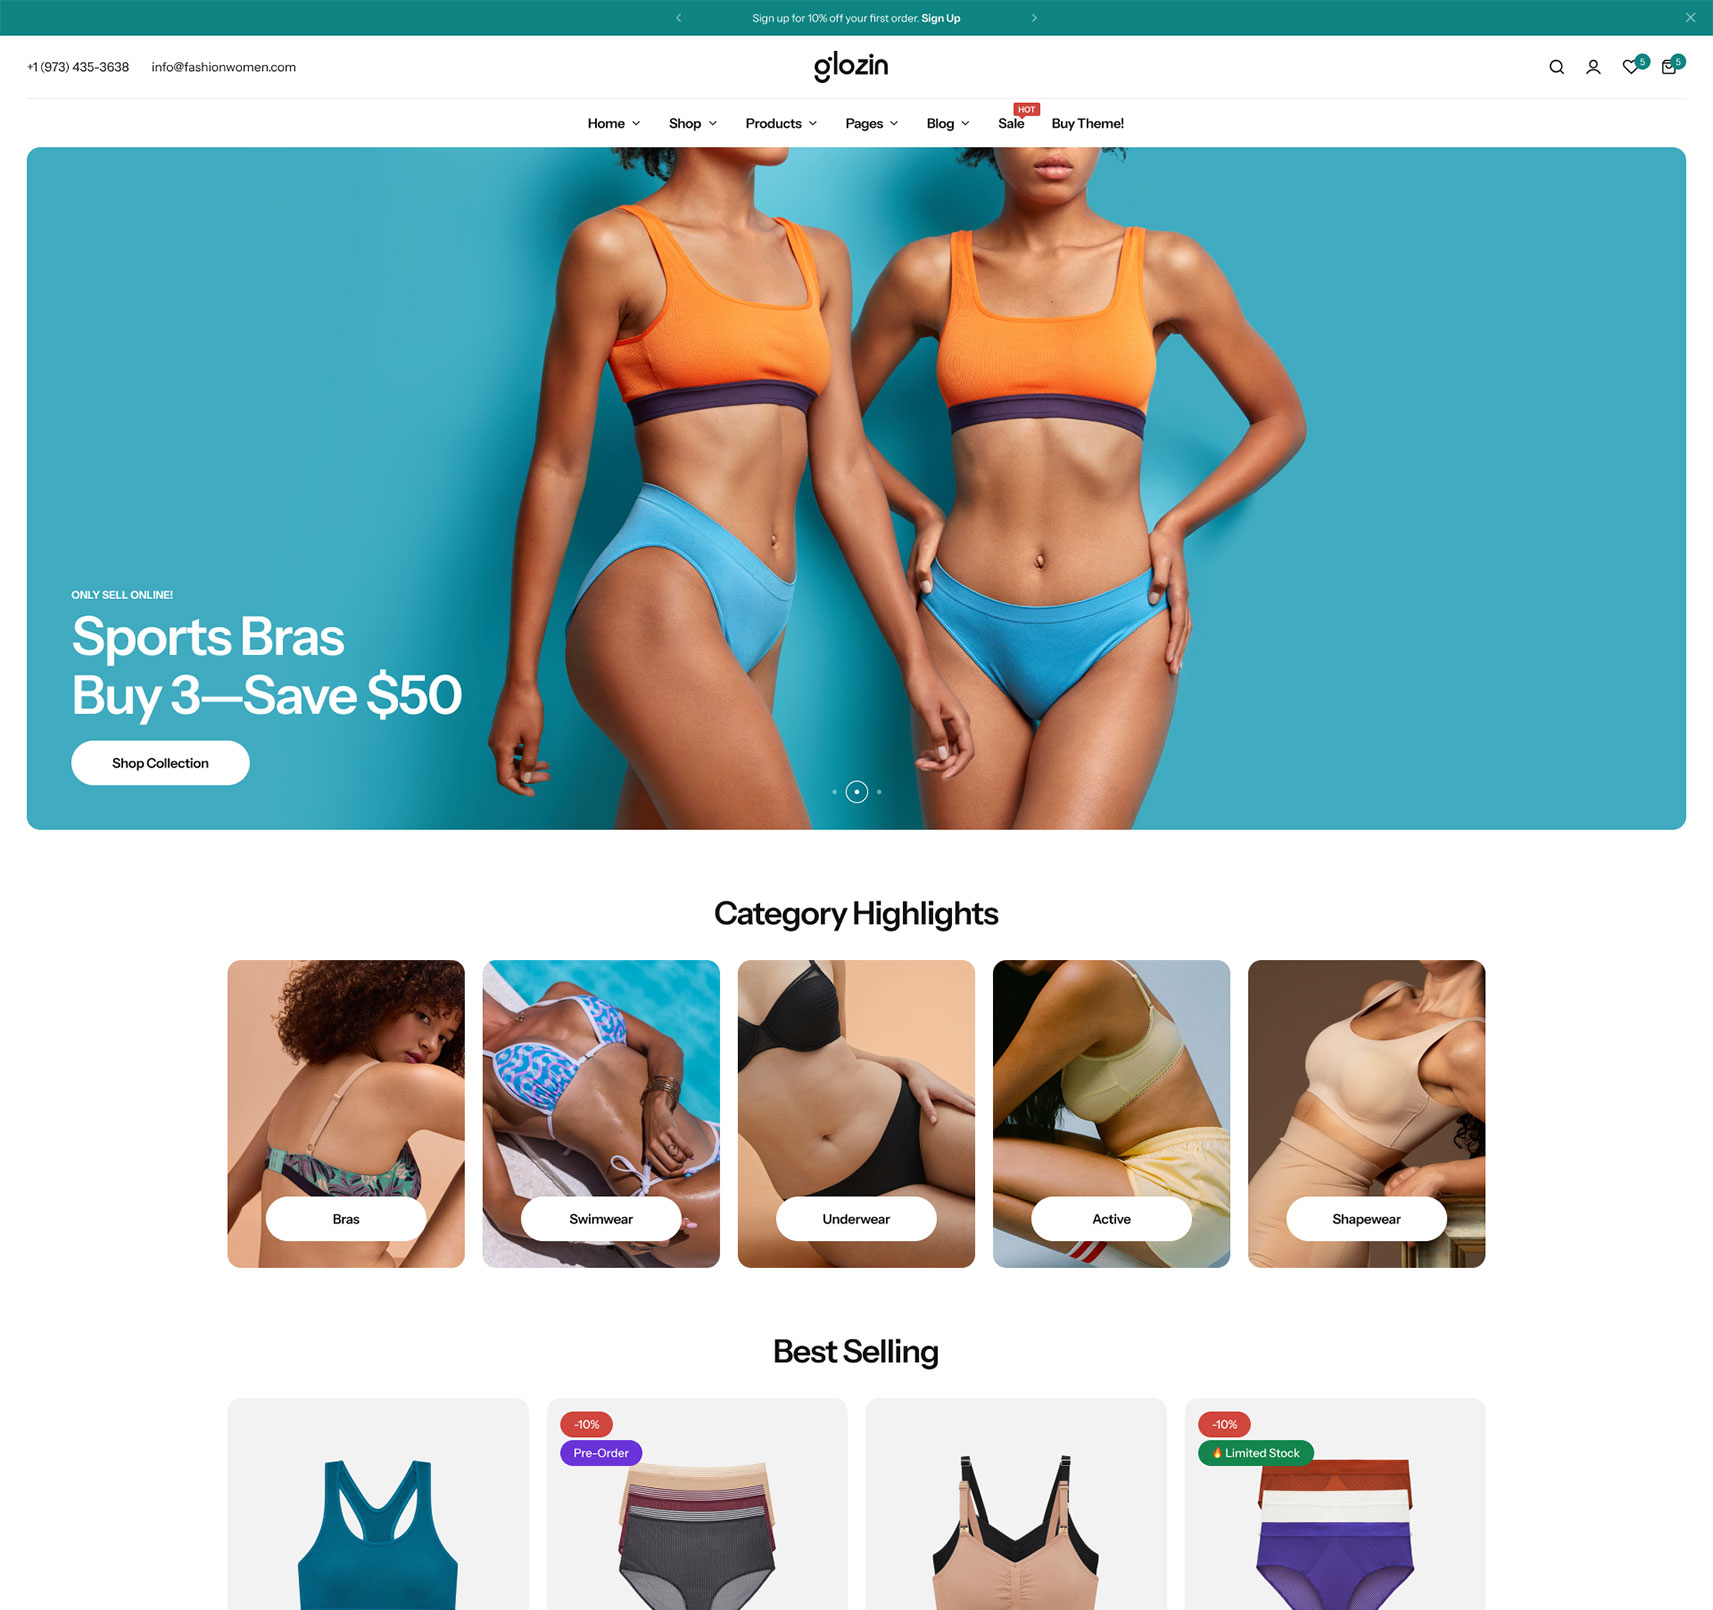 Sign up for 10% off your first order. Sign Up
+1 (973) 435-3638 info@fashionwomen.com
glozin
5
5
HOT
Home Shop Products Pages Blog Sale Buy Theme!
ONLY SELL ONLINE!
Sports Bras
Buy 3—Save $50
Shop Collection
Category Highlights
Bras Swimwear Underwear Active Shapewear
Best Selling
-10%
Pre-Order
-10%
🔥 Limited Stock